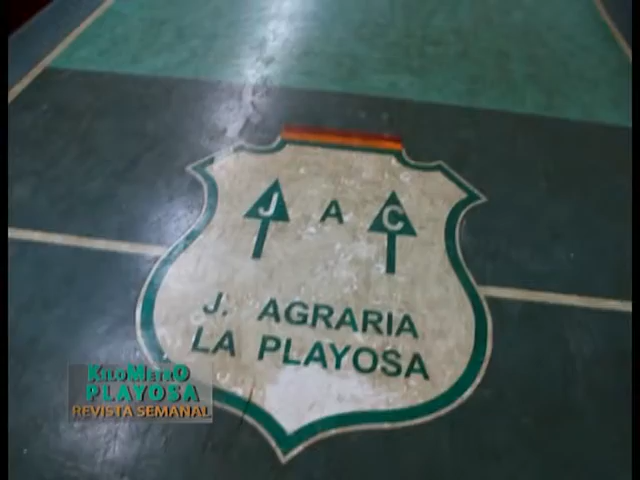 J A C
J. AGRARIA
LA PLAYOSA
KILOMETRO
PLAYOSA
REVISTA SEMANAL